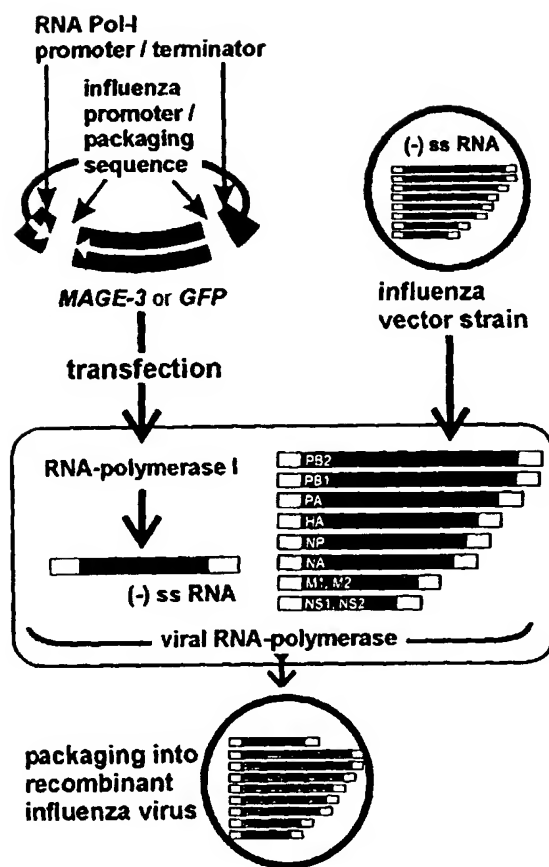 RNA Pol-I
promoter / terminator
influenza
promoter /
packaging
sequence
MAGE-3 or GFP
transfection
(-) ss RNA
influenza
vector strain
RNA-polymerase I
(-) ss RNA
PB2
PB1
PA
HA
NP
NA
M1, M2
NS1, NS2
viral RNA-polymerase
packaging into
recombinant
influenza virus